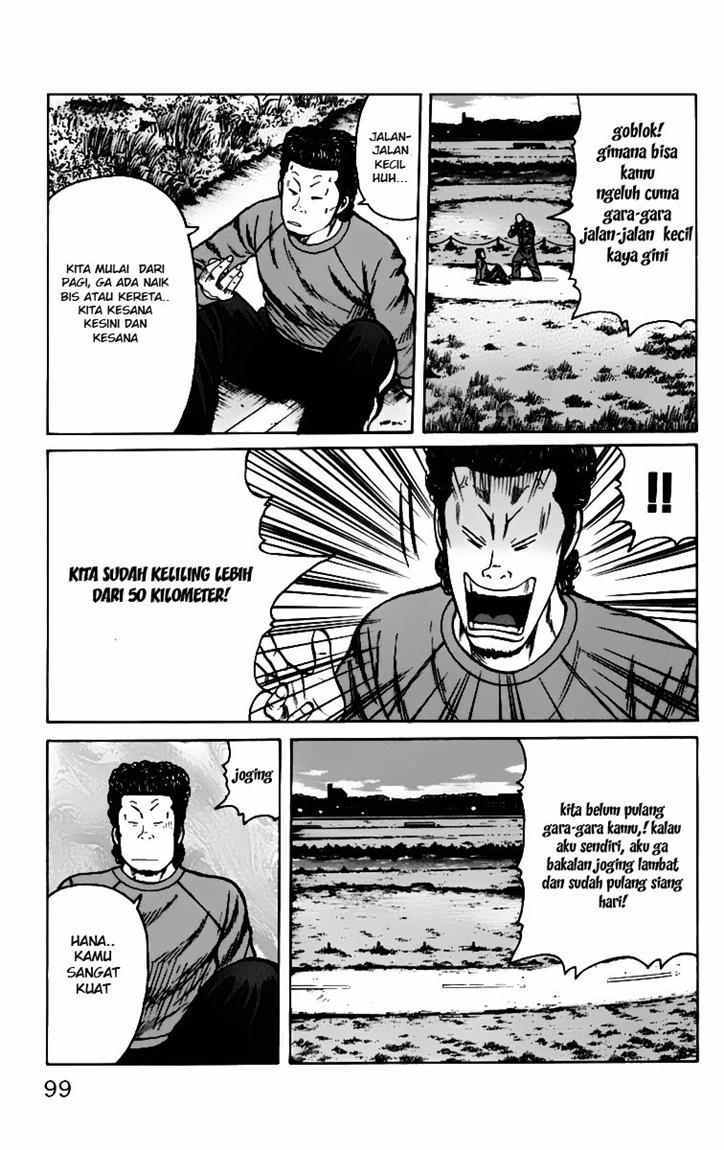 goblok!
gimana bisa
kamu
ngeluh cuma
gara-gara
jalan-jalan kecil
kaya gini
JALAN-
JALAN
KECIL
HUH...
KITA MULAI DARI
PAGI, GA ADA NAIK
BIS ATAU KERETA..
KITA KESANA
KESINI DAN
KESANA
!!
KITA SUDAH KELILING LEBIH
DARI 50 KILOMETER!
kita belum pulang
gara-gara kamu,! kalau
aku sendiri, aku ga
bakalan joging lambat
dan sudah pulang siang
hari!
joging
HANA..
KAMU
SANGAT
KUAT
99